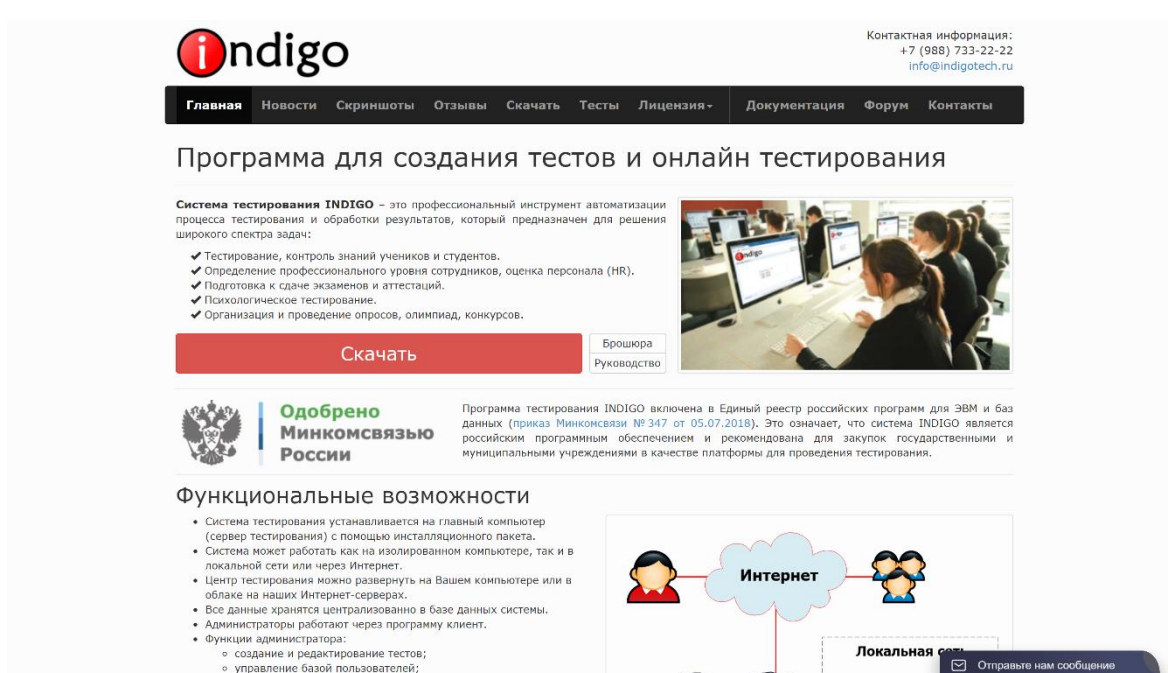 indigo
Контактная информация:
+7 (988) 733-22-22
info@indigotech.ru
Главная Новости Скриншоты Отзывы Скачать Тесты Лицензия Документация Форум Контакты
Программа для создания тестов и онлайн тестирования
Система тестирования INDIGO – это профессиональный инструмент автоматизации
процесса тестирования и обработки результатов, который предназначен для решения
широкого спектра задач:
Тестирование, контроль знаний учеников и студентов.
Определение профессионального уровня сотрудников, оценка персонала (HR).
Подготовка к сдаче экзаменов и аттестаций.
Психологическое тестирование.
Организация и проведение опросов, олимпиад, конкурсов.
Скачать
Брошюра
Руководство
indigo
Одобрено
Минкомсвязью
России
Программа тестирования INDIGO включена в Единый реестр российских программ для ЭВМ и баз
данных (приказ Минкомсвязи №347 от 05.07.2018). Это означает, что система INDIGO является
российским программным обеспечением и рекомендована для закупок государственными и
муниципальными учреждениями в качестве платформы для проведения тестирования.
Функциональные возможности
• Система тестирования устанавливается на главный компьютер
(сервер тестирования) с помощью инсталляционного пакета.
• Система может работать как на изолированном компьютере, так и в
локальной сети или через Интернет.
• Центр тестирования можно развернуть на Вашем компьютере или в
облаке на наших Интернет-серверах.
• Все данные хранятся централизованно в базе данных системы.
• Администраторы работают через программу клиент.
• Функции администратора:
создание и редактирование тестов;
управление базой пользователей;
Интернет
Локальная сеть
Отправьте нам сообщение